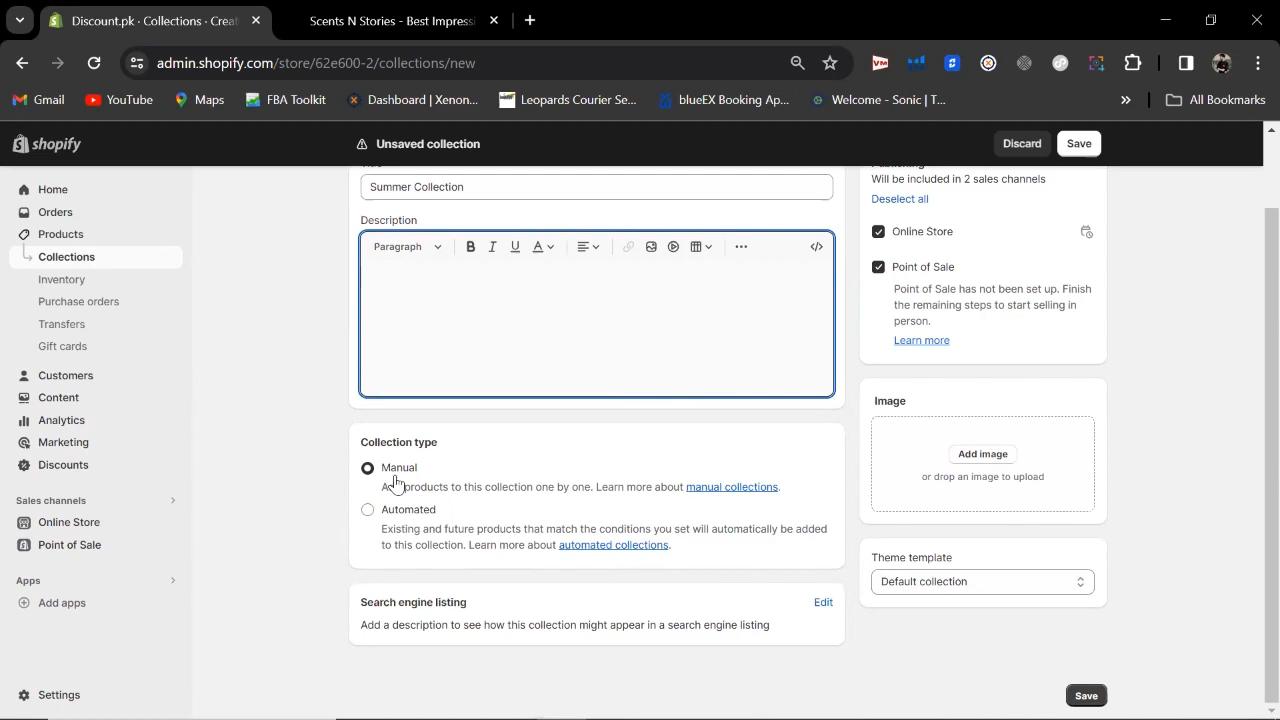 Discount.pk · Collections · Creat
Scents N Stories - Best Impressi
admin.shopify.com/store/62e600-2/collections/new
VM
Gmail
YouTube
Maps
FBA Toolkit
Dashboard | Xenon...
Leopards Courier Se...
blueEX Booking Ap...
Welcome - Sonic | T...
All Bookmarks
shopify
Unsaved collection
Discard
Save
Home
Orders
Products
Collections
Inventory
Purchase orders
Transfers
Gift cards
Customers
Content
Analytics
Marketing
Discounts
Sales channels
Online Store
Point of Sale
Apps
Add apps
Settings
Summer Collection
Description
Paragraph
B I U A
Collection type
Manual
Add products to this collection one by one. Learn more about manual collections.
Automated
Existing and future products that match the conditions you set will automatically be added
to this collection. Learn more about automated collections.
Search engine listing
Edit
Add a description to see how this collection might appear in a search engine listing
Publishing
Will be included in 2 sales channels
Deselect all
Online Store
Point of Sale
Point of Sale has not been set up. Finish
the remaining steps to start selling in
person.
Learn more
Image
Add image
or drop an image to upload
Theme template
Default collection
Save